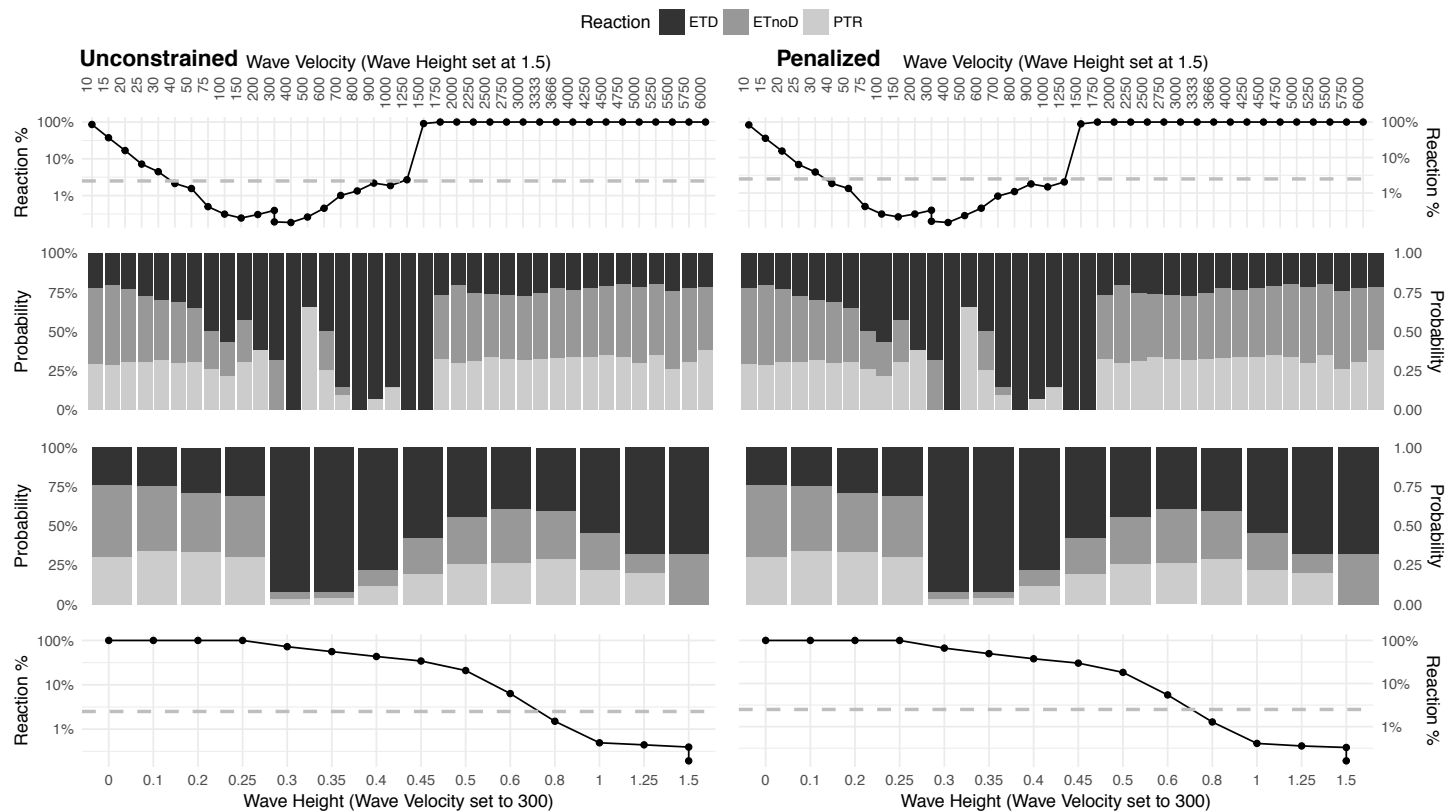 Reaction ETD ETnoD PTR
Unconstrained Wave Velocity (Wave Height set at 1.5)
10 15 20 25 30 40 50 75 100 150 200 300 400 500 600 700 800 900 1000 1250 1500 1750 2000 2250 2500 2750 3000 3333 3666 4000 4250 4500 4750 5000 5500 5750 6000
Reaction %
100%
10%
1%
Probability
100%
75%
50%
25%
0%
Probability
100%
75%
50%
25%
0%
Reaction %
100%
10%
1%
0 0.1 0.2 0.25 0.3 0.35 0.4 0.45 0.5 0.6 0.8 1 1.25 1.5
Wave Height (Wave Velocity set to 300)
Penalized Wave Velocity (Wave Height set at 1.5)
10 15 20 25 30 40 50 75 100 150 200 300 400 500 600 700 800 900 1000 1250 1500 1750 2000 2250 2500 2750 3000 3333 3666 4000 4250 4500 4750 5000 5500 5750 6000
100%
10%
1%
Reaction %
1.00
0.75
0.50
0.25
0.00
Probability
1.00
0.75
0.50
0.25
0.00
Probability
100%
10%
1%
Reaction %
0 0.1 0.2 0.25 0.3 0.35 0.4 0.45 0.5 0.6 0.8 1 1.25 1.5
Wave Height (Wave Velocity set to 300)